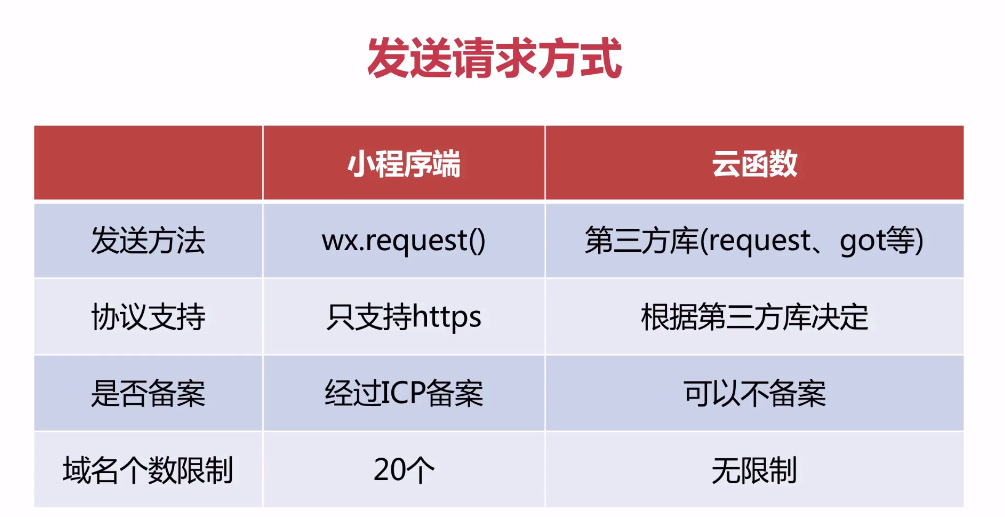 发送请求方式
小程序端 云函数
发送方法 wx.request() 第三方库(request、got等)
协议支持 只支持https 根据第三方库决定
是否备案 经过ICP备案 可以不备案
域名个数限制 20个 无限制